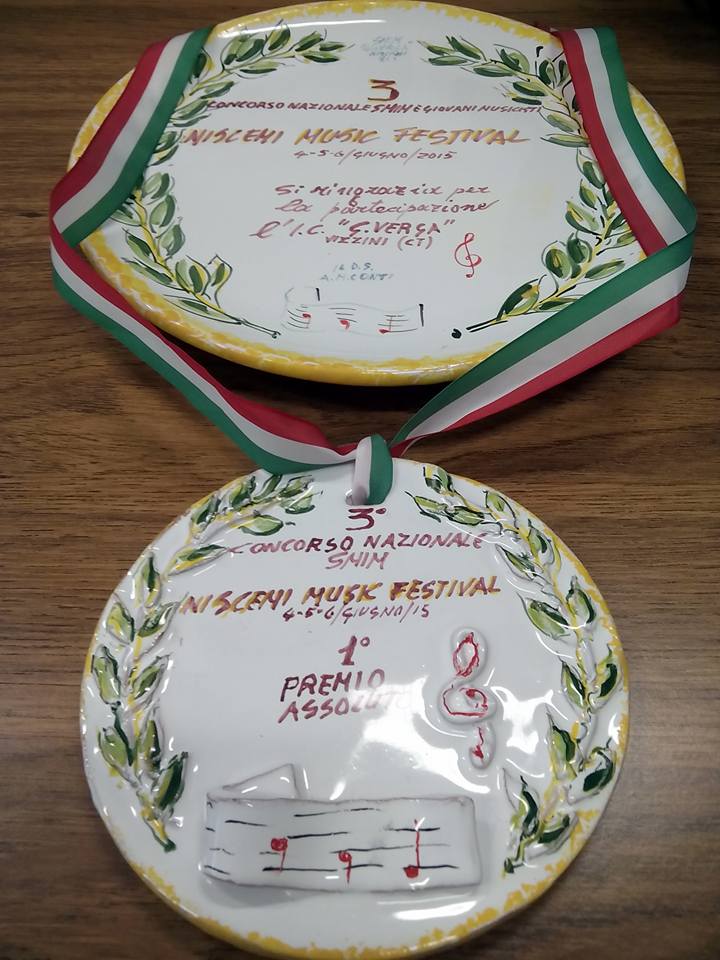 3
CONCORSO NAZIONALE SMIM E GIOVANI MUSICISTI
NISCEMI MUSIC FESTIVAL
4-5-6/GIUGNO/2015
Si ringrazia per
la partecipazione
l'I.C. "G. VERGA"
VIZZINI (CT)
IL D.S.
A.M. CONTI
3°
CONCORSO NAZIONALE
SMIM
NISCEMI MUSIC FESTIVAL
4-5-6/GIUGNO/15
1°
PREMIO
ASSOLUTO